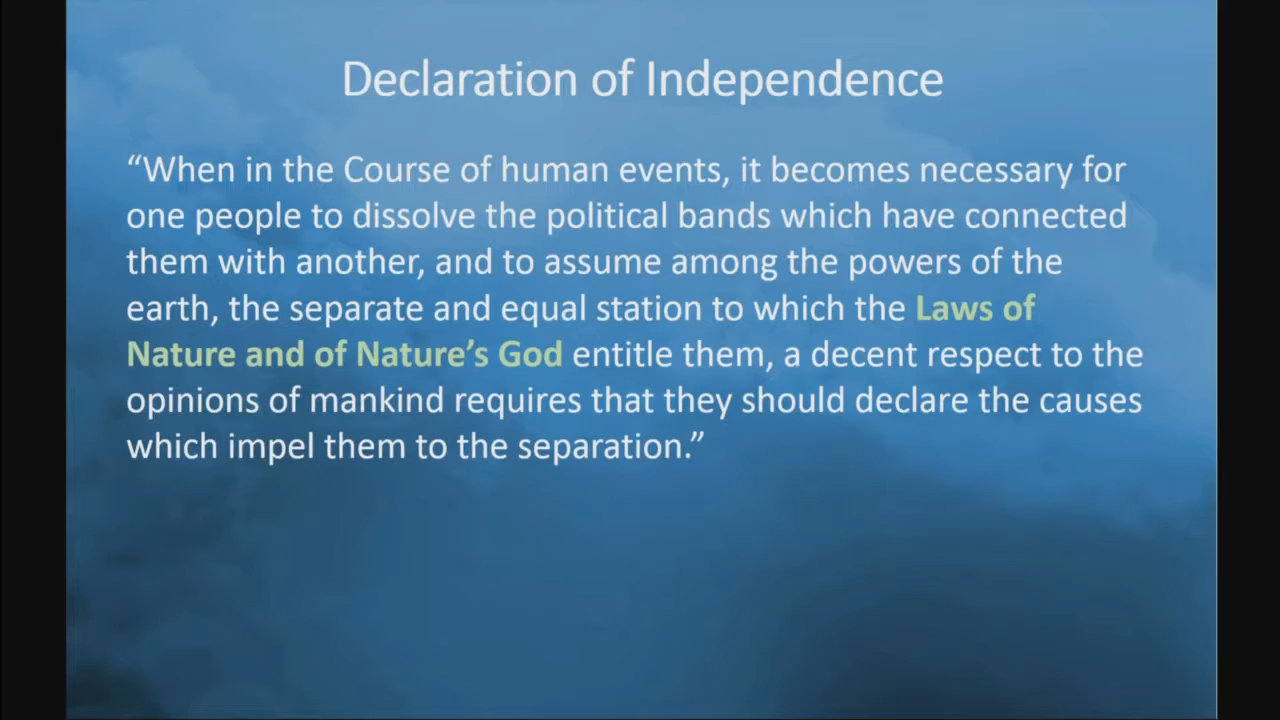 Declaration of Independence
“When in the Course of human events, it becomes necessary for
one people to dissolve the political bands which have connected
them with another, and to assume among the powers of the
earth, the separate and equal station to which the Laws of
Nature and of Nature’s God entitle them, a decent respect to the
opinions of mankind requires that they should declare the causes
which impel them to the separation.”